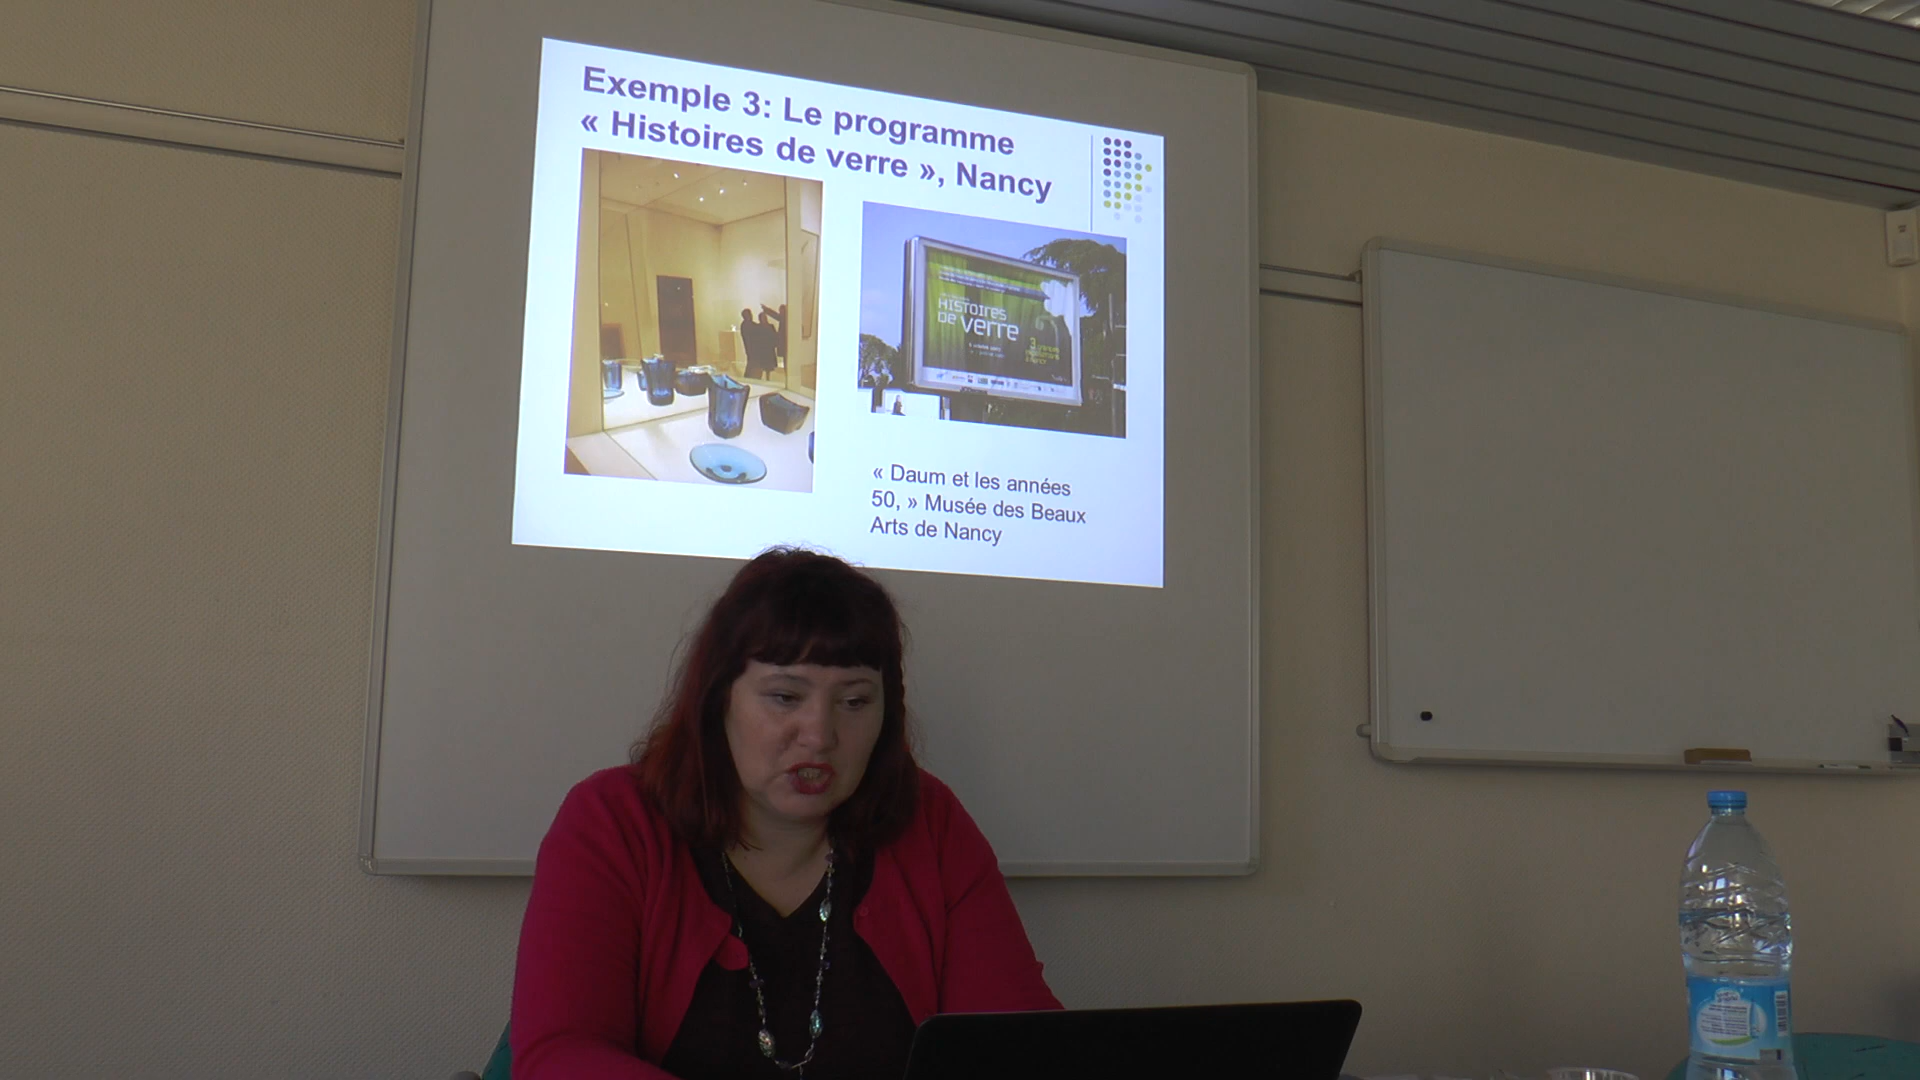 Exemple 3: Le programme
« Histoires de verre », Nancy
HISTOIRES
DE verre
« Daum et les années
50, » Musée des Beaux
Arts de Nancy